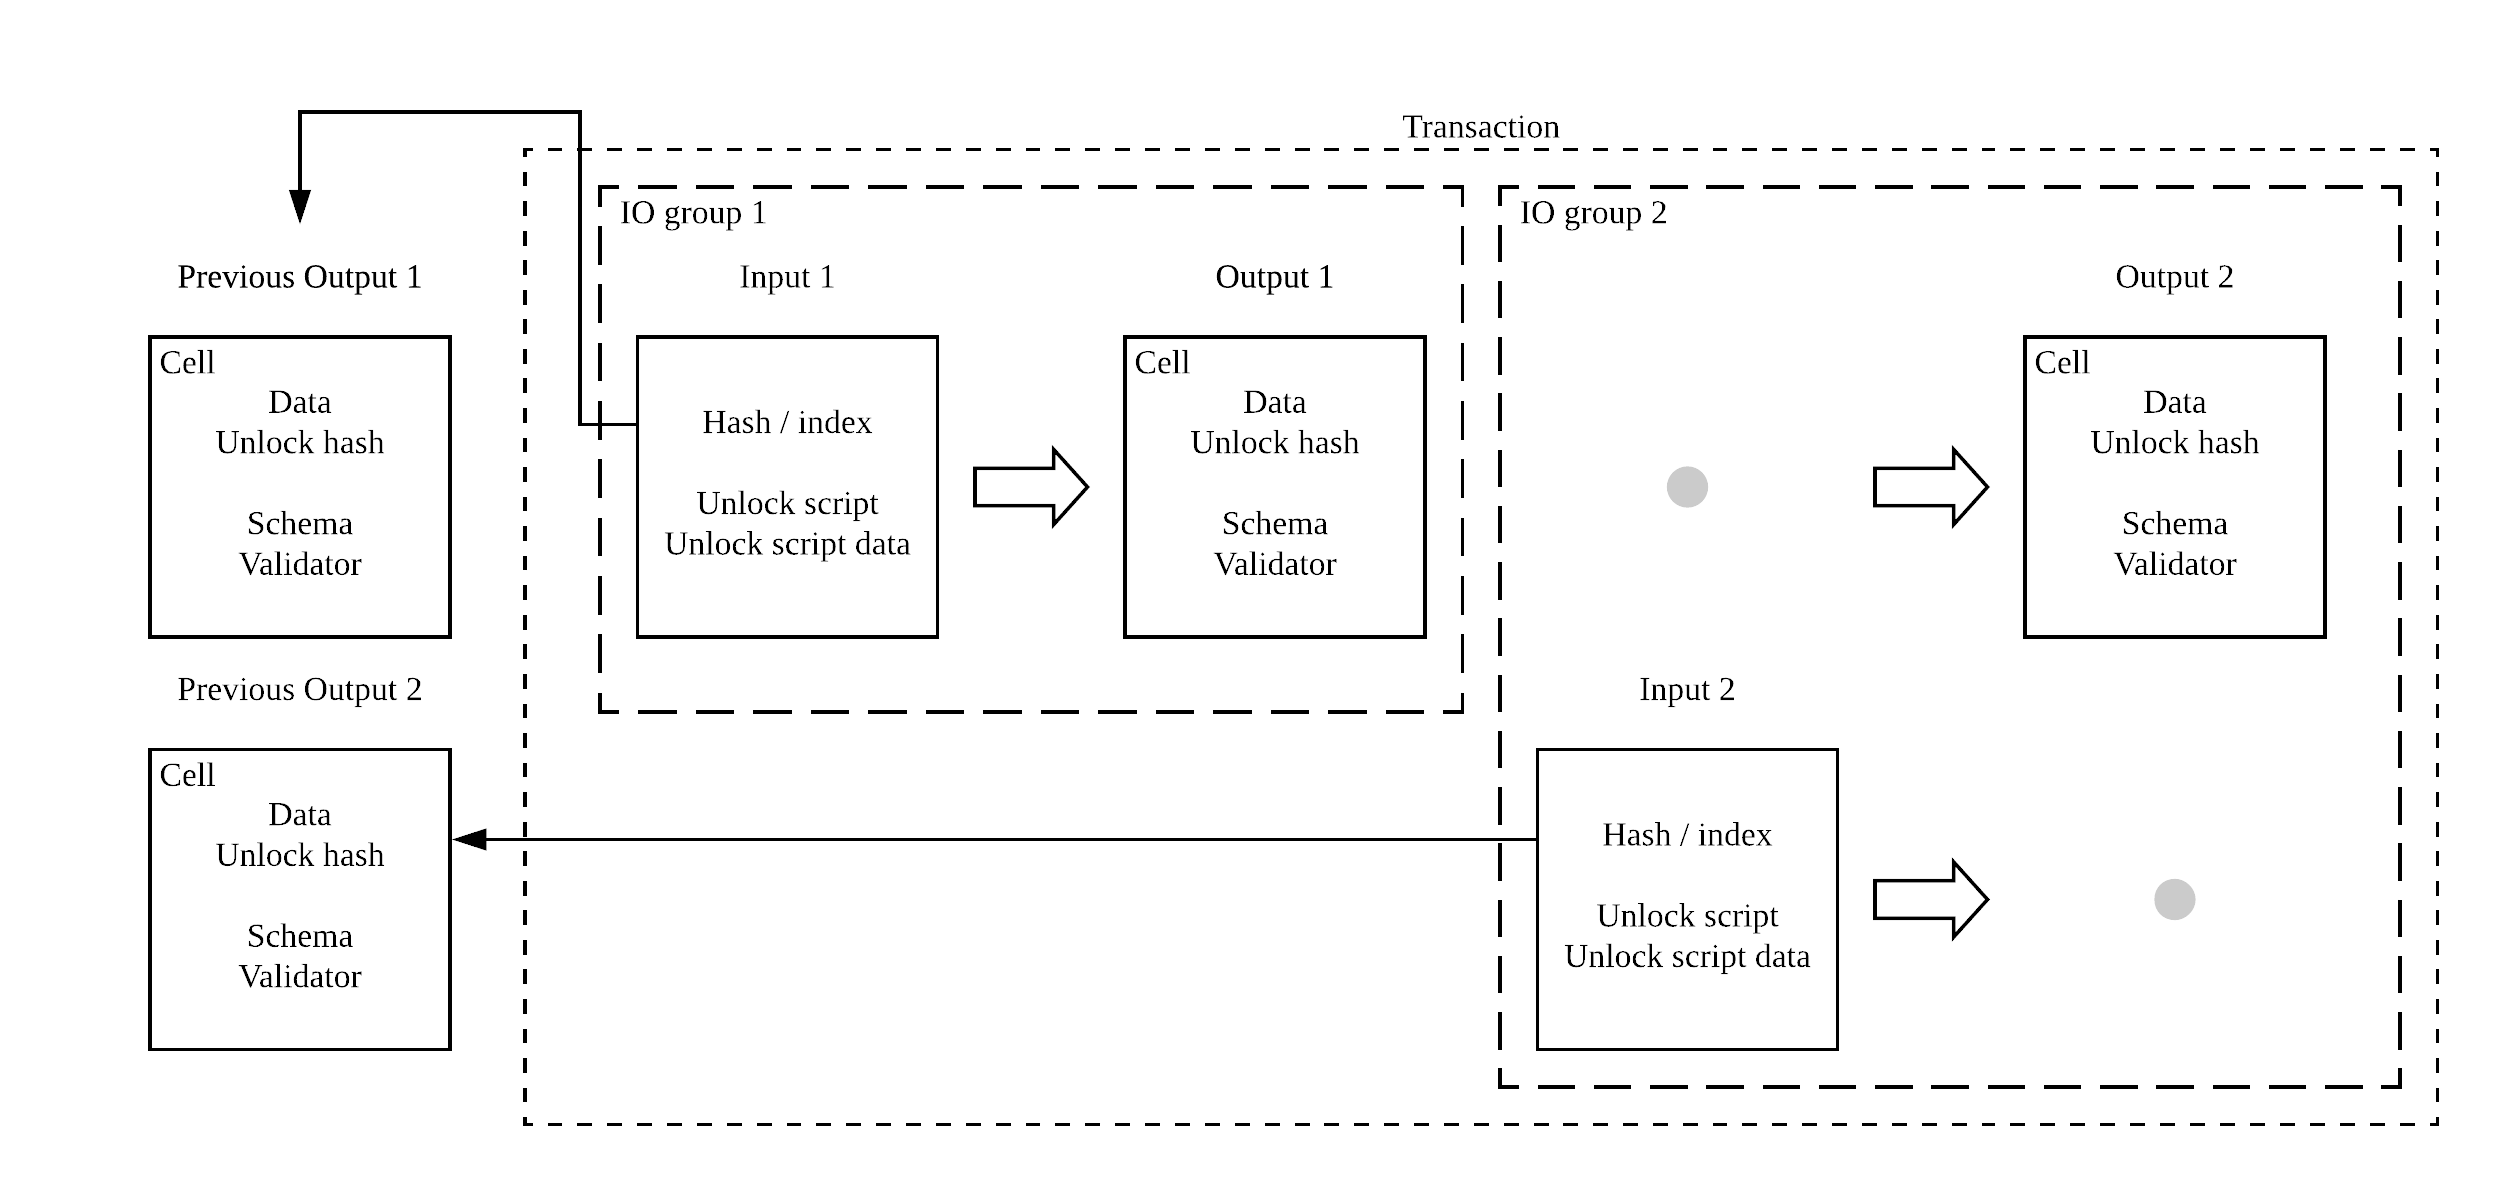 Transaction
IO group 1
IO group 2
Previous Output 1
Input 1
Output 1
Output 2
Cell
Data
Unlock hash
Schema
Validator
Hash / index
Unlock script
Unlock script data
Cell
Data
Unlock hash
Schema
Validator
Cell
Data
Unlock hash
Schema
Validator
Previous Output 2
Input 2
Cell
Data
Unlock hash
Schema
Validator
Hash / index
Unlock script
Unlock script data